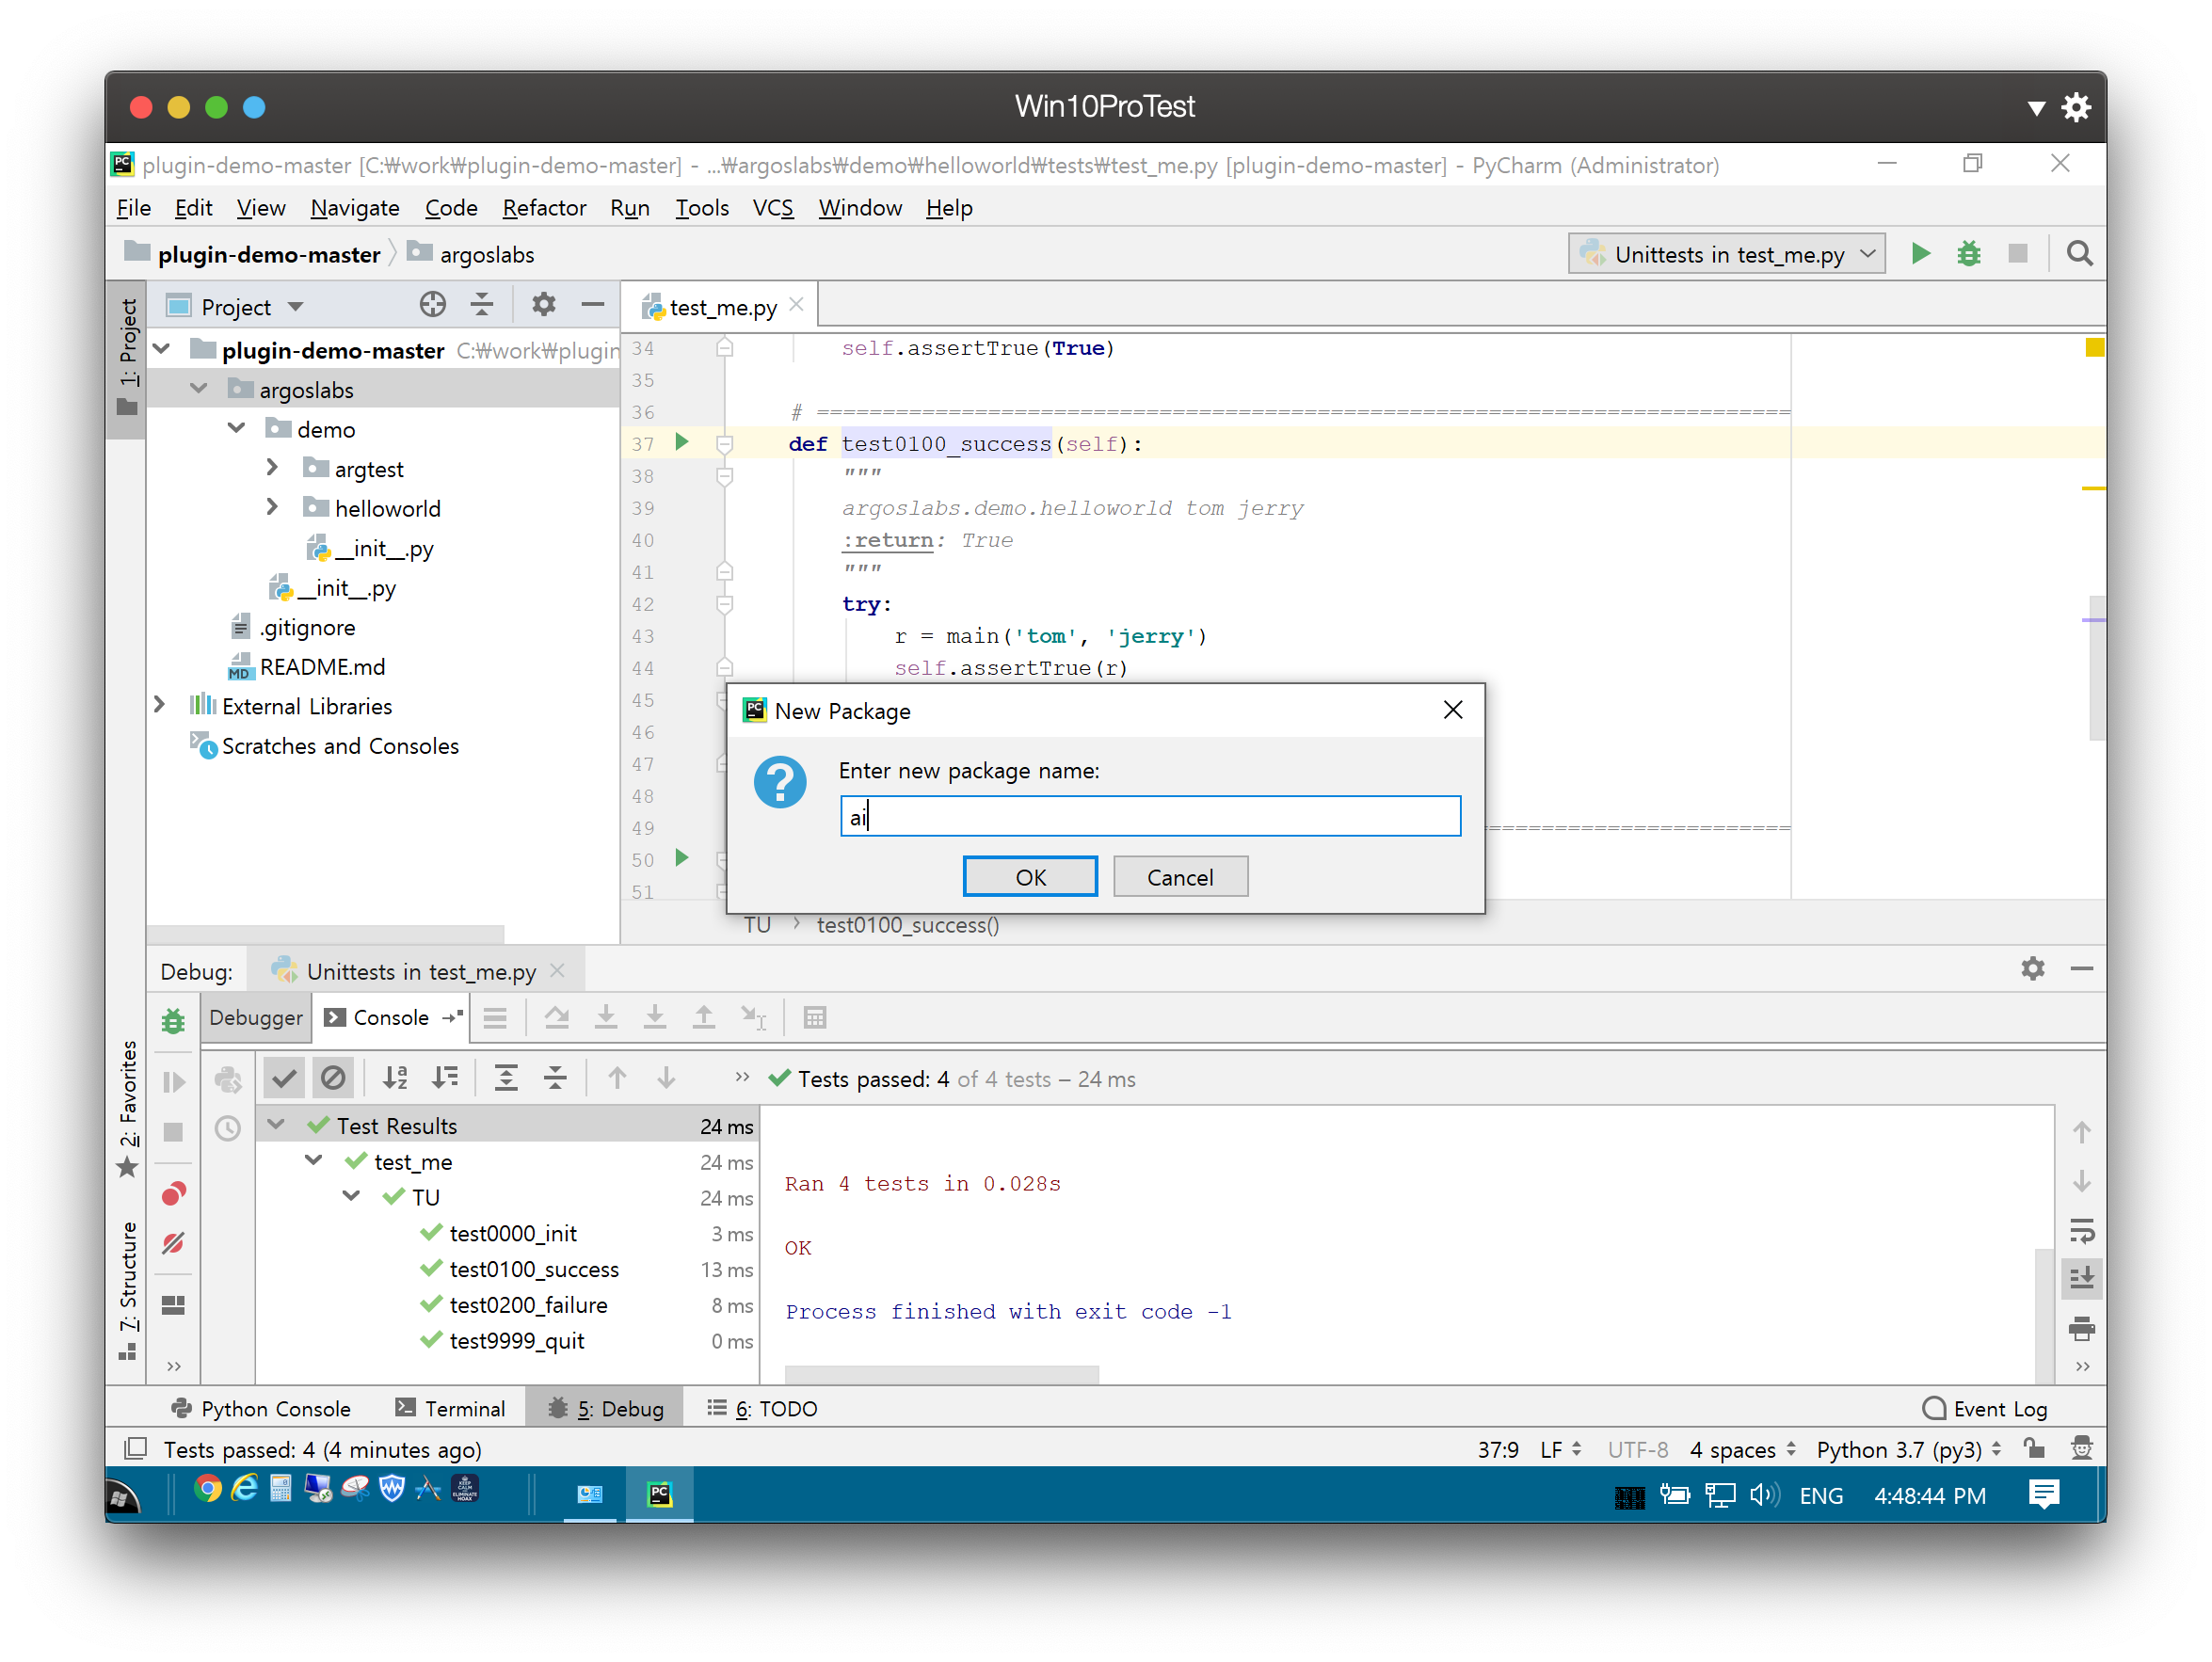 Win10ProTest
plugin-demo-master [C:₩work₩plugin-demo-master] - ...₩argoslabs₩demo₩helloworld₩tests₩test_me.py [plugin-demo-master] - PyCharm (Administrator)
File Edit View Navigate Code Refactor Run Tools VCS Window Help
plugin-demo-master argoslabs
Unittests in test_me.py
1: Project
Project
test_me.py
plugin-demo-master C:₩work₩plugin
argoslabs
demo
argtest
helloworld
__init__.py
__init__.py
.gitignore
README.md
External Libraries
Scratches and Consoles
34 self.assertTrue(True)
35
36 # ==========================================================================
37 def test0100_success(self):
38 """
39 argoslabs.demo.helloworld tom jerry
40 :return: True
41 """
42 try:
43 r = main('tom', 'jerry')
44 self.assertTrue(r)
45
46
47
48
49 =======================
50
51
New Package
Enter new package name:
ai
OK Cancel
TU > test0100_success()
Debug: Unittests in test_me.py
Debugger Console
Tests passed: 4 of 4 tests – 24 ms
Test Results 24 ms
test_me 24 ms
TU 24 ms
test0000_init 3 ms
test0100_success 13 ms
test0200_failure 8 ms
test9999_quit 0 ms
Ran 4 tests in 0.028s
OK
Process finished with exit code -1
2: Favorites
7: Structure
Python Console Terminal 5: Debug 6: TODO Event Log
Tests passed: 4 (4 minutes ago) 37:9 LF UTF-8 4 spaces Python 3.7 (py3)
ENG 4:48:44 PM